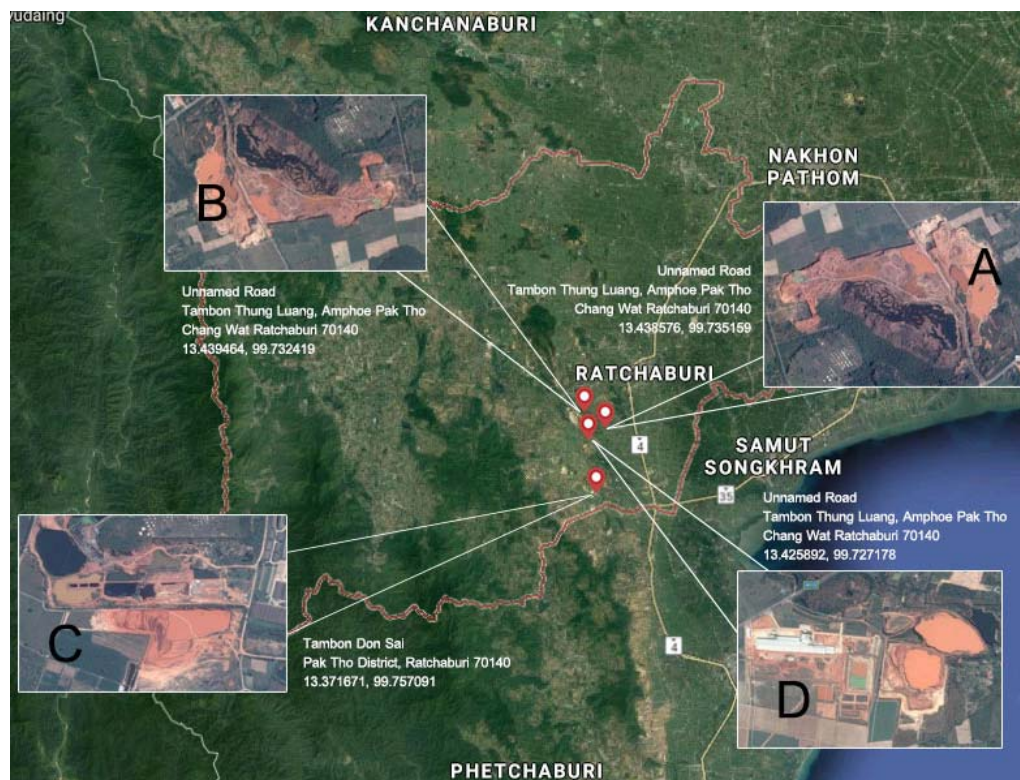 KANCHANABURI
NAKHON
PATHOM
B
A
Unnamed Road
Tambon Thung Luang, Amphoe Pak Tho
Chang Wat Ratchaburi 70140
13.439464, 99.732419
Unnamed Road
Tambon Thung Luang, Amphoe Pak Tho
Chang Wat Ratchaburi 70140
13.438576, 99.735159
RATCHABURI
4
SAMUT
SONGKHRAM
35
Unnamed Road
Tambon Thung Luang, Amphoe Pak Tho
Chang Wat Ratchaburi 70140
13.425892, 99.727178
C
Tambon Don Sai
Pak Tho District, Ratchaburi 70140
13.371671, 99.757091
4
D
PHETCHABURI